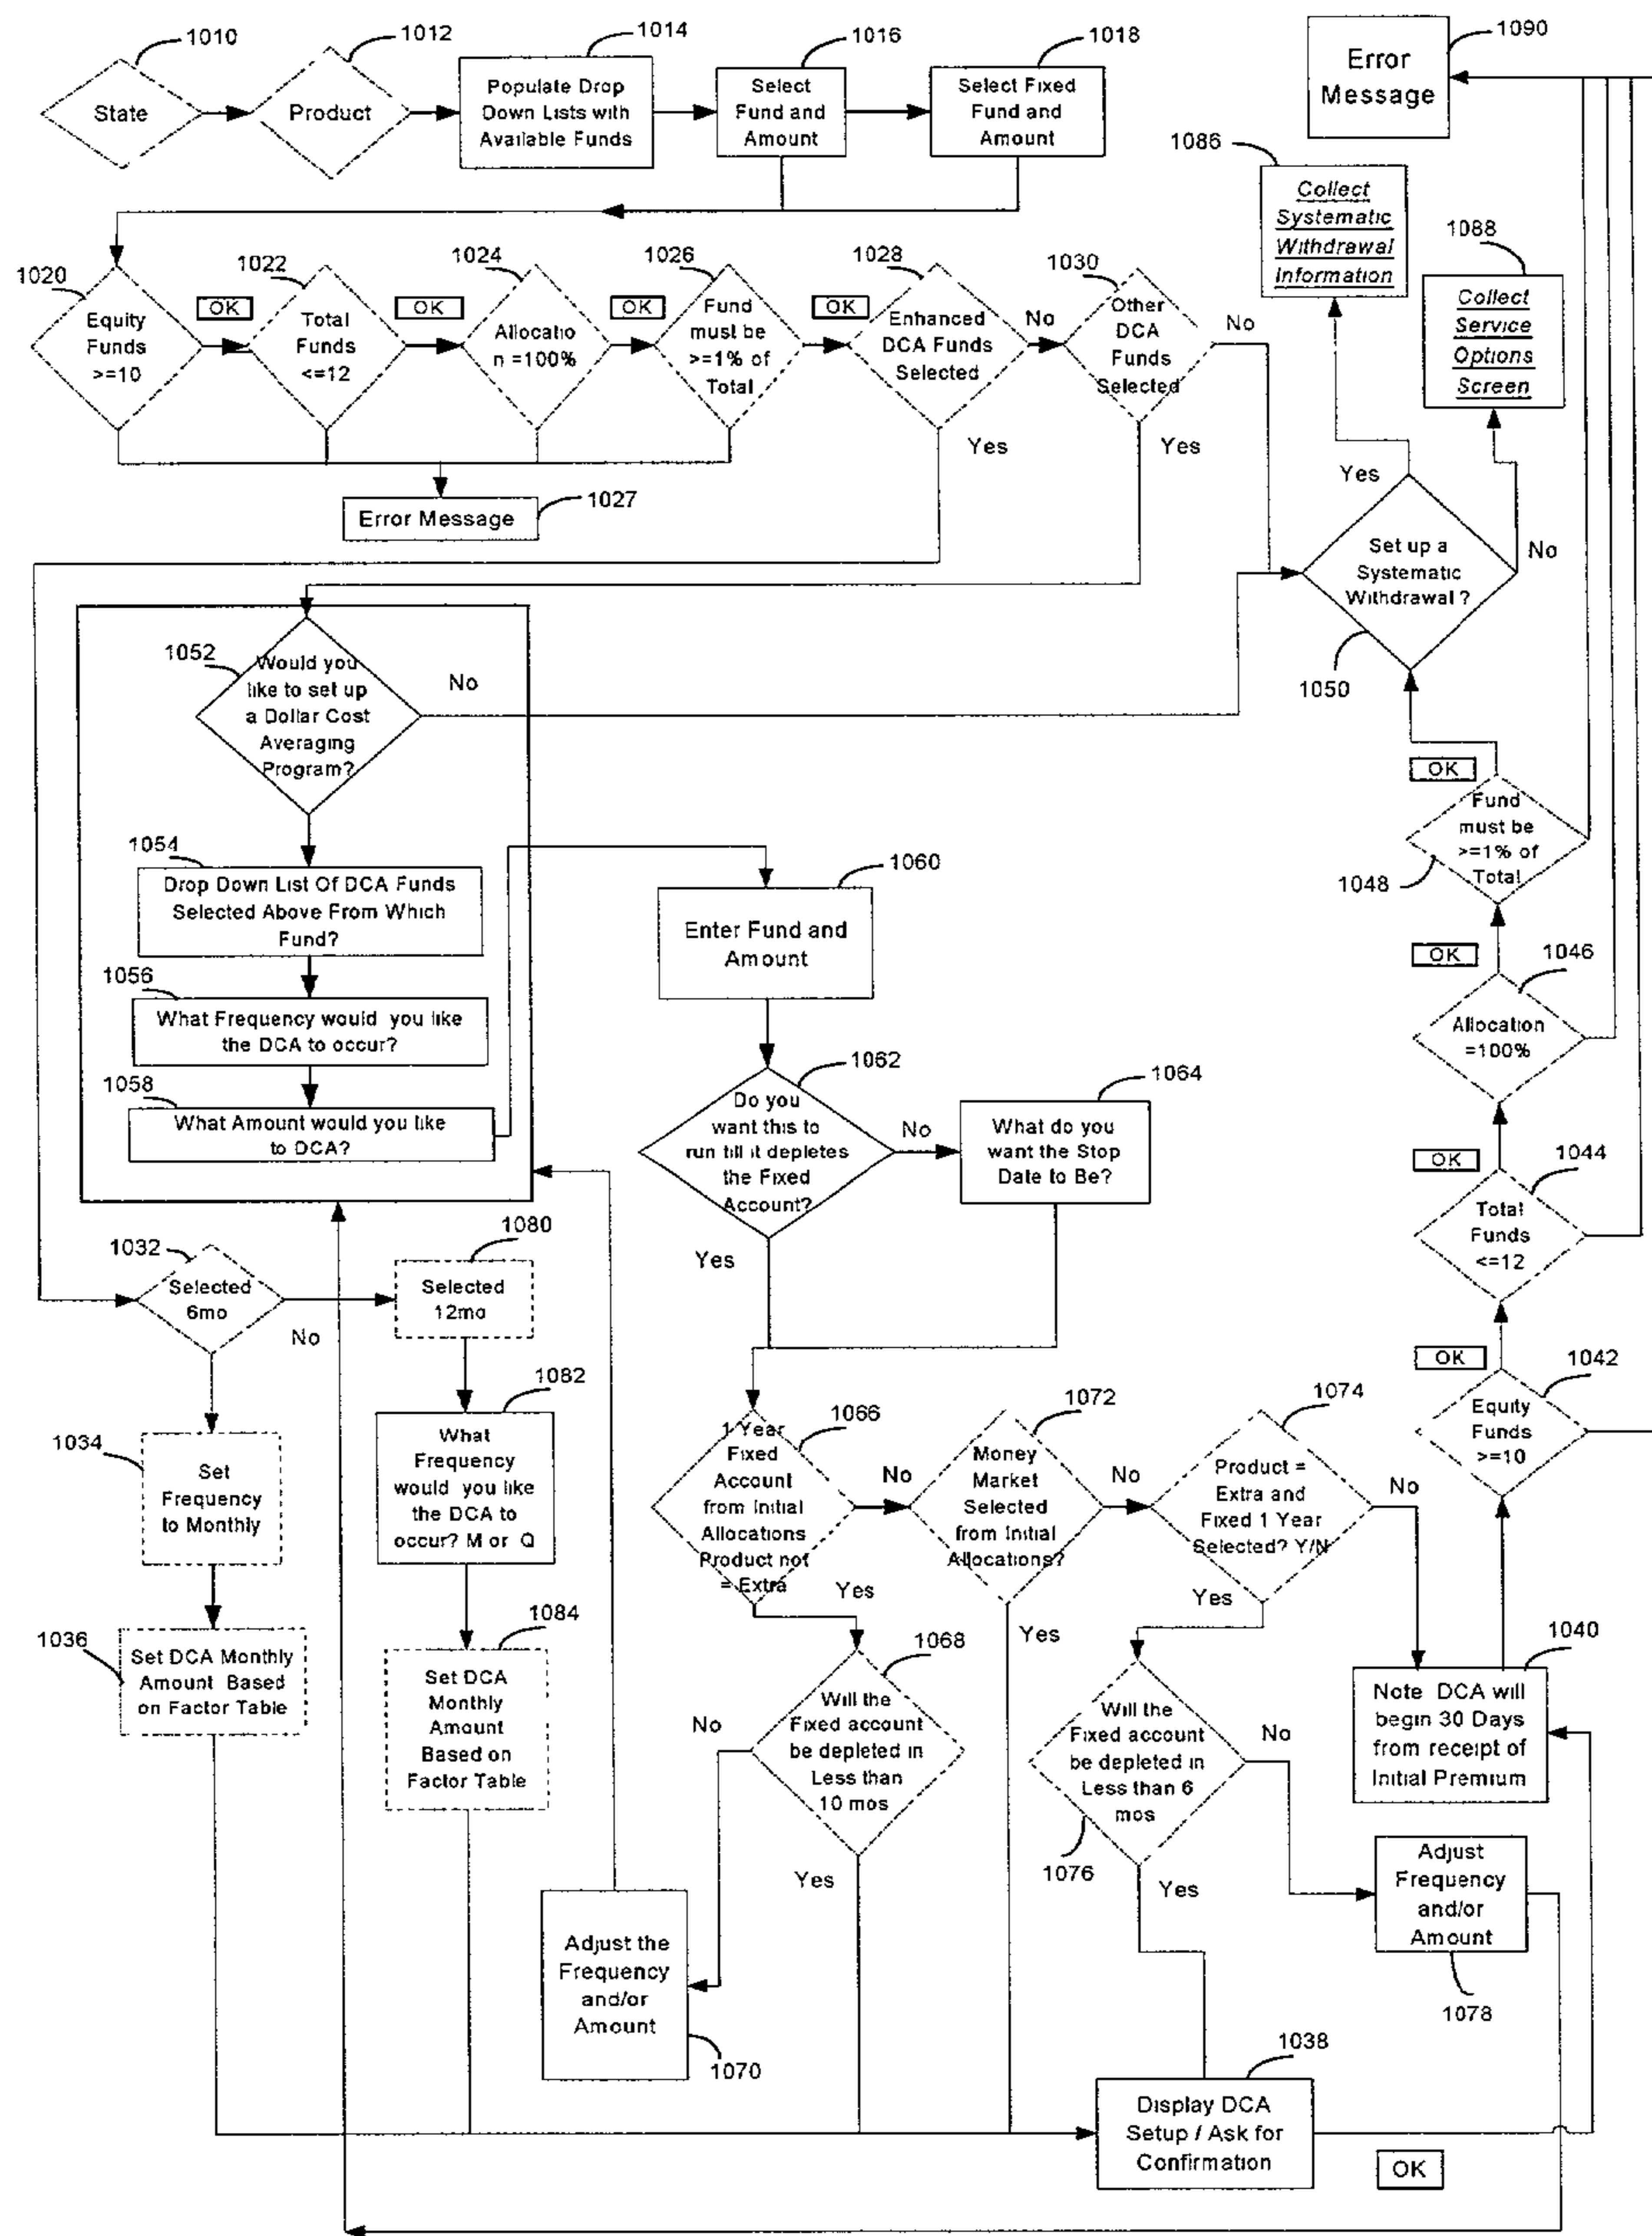 1010
State
1012
Product
1014
Populate Drop
Down Lists with
Available Funds
1016
Select
Fund and
Amount
1018
Select Fixed
Fund and
Amount
1090
Error
Message
1086
Collect
Systematic
Withdrawal
Information
1088
Collect
Service
Options
Screen
1020
Equity
Funds
>=10
OK
1022
Total
Funds
<=12
OK
1024
Allocatio
n =100%
OK
1026
Fund
must be
>=1% of
Total
OK
1028
Enhanced
DCA Funds
Selected
No
Yes
1030
Other
DCA
Funds
Selected
No
Yes
Error Message
1027
Yes
Set up a
Systematic
Withdrawal ?
No
1050
1052
Would you
like to set up
a Dollar Cost
Averaging
Program?
No
1054
Drop Down List Of DCA Funds
Selected Above From Which
Fund?
1056
What Frequency would you like
the DCA to occur?
1058
What Amount would you like
to DCA?
1060
Enter Fund and
Amount
1062
Do you
want this to
run till it depletes
the Fixed
Account?
No
Yes
1064
What do you
want the Stop
Date to Be?
OK
Fund
must be
>=1% of
Total
1048
OK
1046
Allocation
=100%
OK
1044
Total
Funds
<=12
OK
1042
Equity
Funds
>=10
1032
Selected
6mo
No
1080
Selected
12mo
1034
Set
Frequency
to Monthly
1082
What
Frequency
would you like
the DCA to
occur? M or Q
1036
Set DCA Monthly
Amount Based
on Factor Table
1084
Set DCA
Monthly
Amount
Based on
Factor Table
1066
1 Year
Fixed
Account
from Initial
Allocations
Product not
= Extra
No
Yes
1072
Money
Market
Selected
from Initial
Allocations?
No
Yes
1074
Product =
Extra and
Fixed 1 Year
Selected? Y/N
No
Yes
1068
Will the
Fixed account
be depleted in
Less than
10 mos
No
Yes
Will the
Fixed account
be depleted in
Less than 6
mos
No
1076
Yes
1040
Note DCA will
begin 30 Days
from receipt of
Initial Premium
Adjust
Frequency
and/or
Amount
1078
Adjust the
Frequency
and/or
Amount
1070
1038
Display DCA
Setup / Ask for
Confirmation
OK